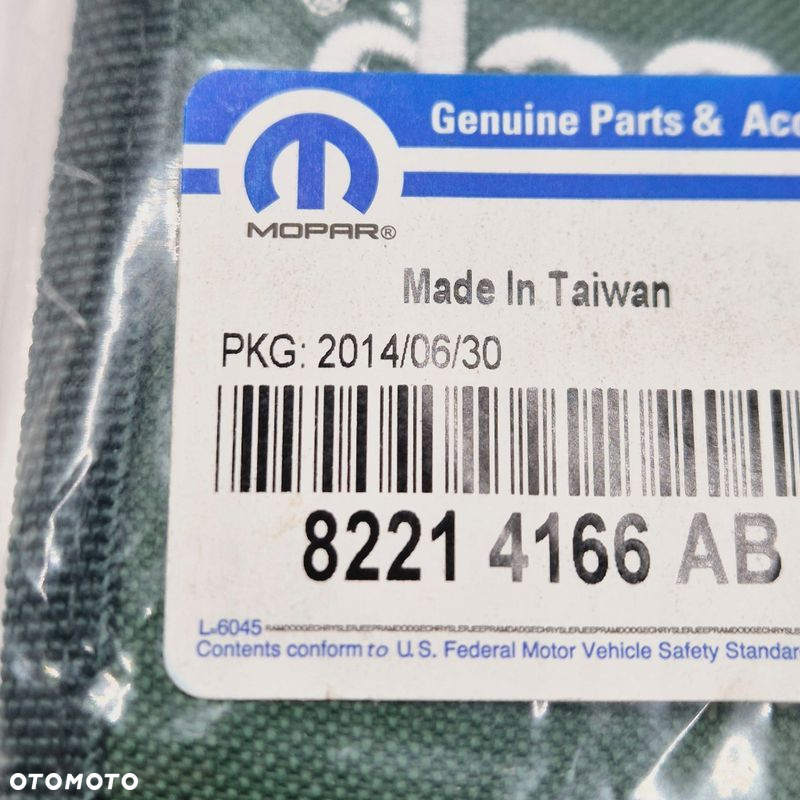 Genuine Parts & Acc
MOPAR®
Made In Taiwan
PKG: 2014/06/30
8221 4166 AB
L=6045
Contents conform to U.S. Federal Motor Vehicle Safety Standar
OTOMOTO